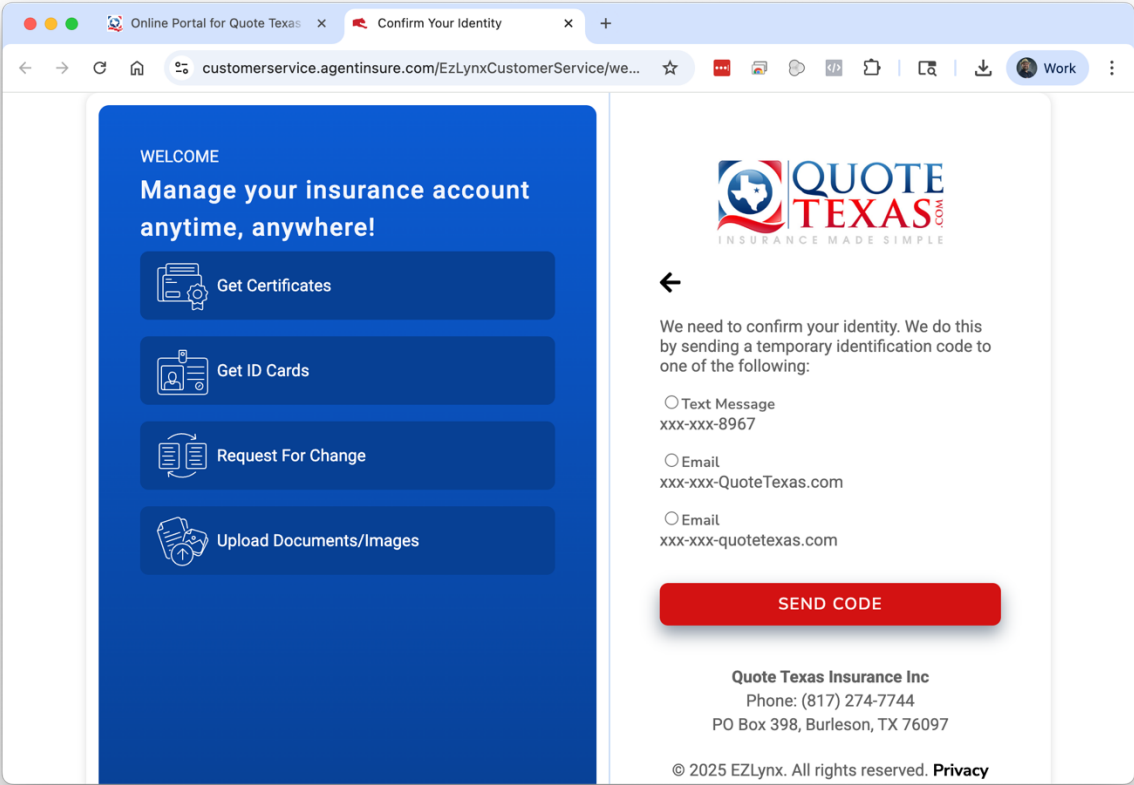 Online Portal for Quote Texas
Confirm Your Identity
customerservice.agentinsure.com/EzLynxCustomerService/we...
Work
WELCOME
Manage your insurance account
anytime, anywhere!
Get Certificates
Get ID Cards
Request For Change
Upload Documents/Images
QUOTE
TEXAS.COM
INSURANCE MADE SIMPLE
We need to confirm your identity. We do this
by sending a temporary identification code to
one of the following:
Text Message
xxx-xxx-8967
Email
xxx-xxx-QuoteTexas.com
Email
xxx-xxx-quotetexas.com
SEND CODE
Quote Texas Insurance Inc
Phone: (817) 274-7744
PO Box 398, Burleson, TX 76097
© 2025 EZLynx. All rights reserved. Privacy